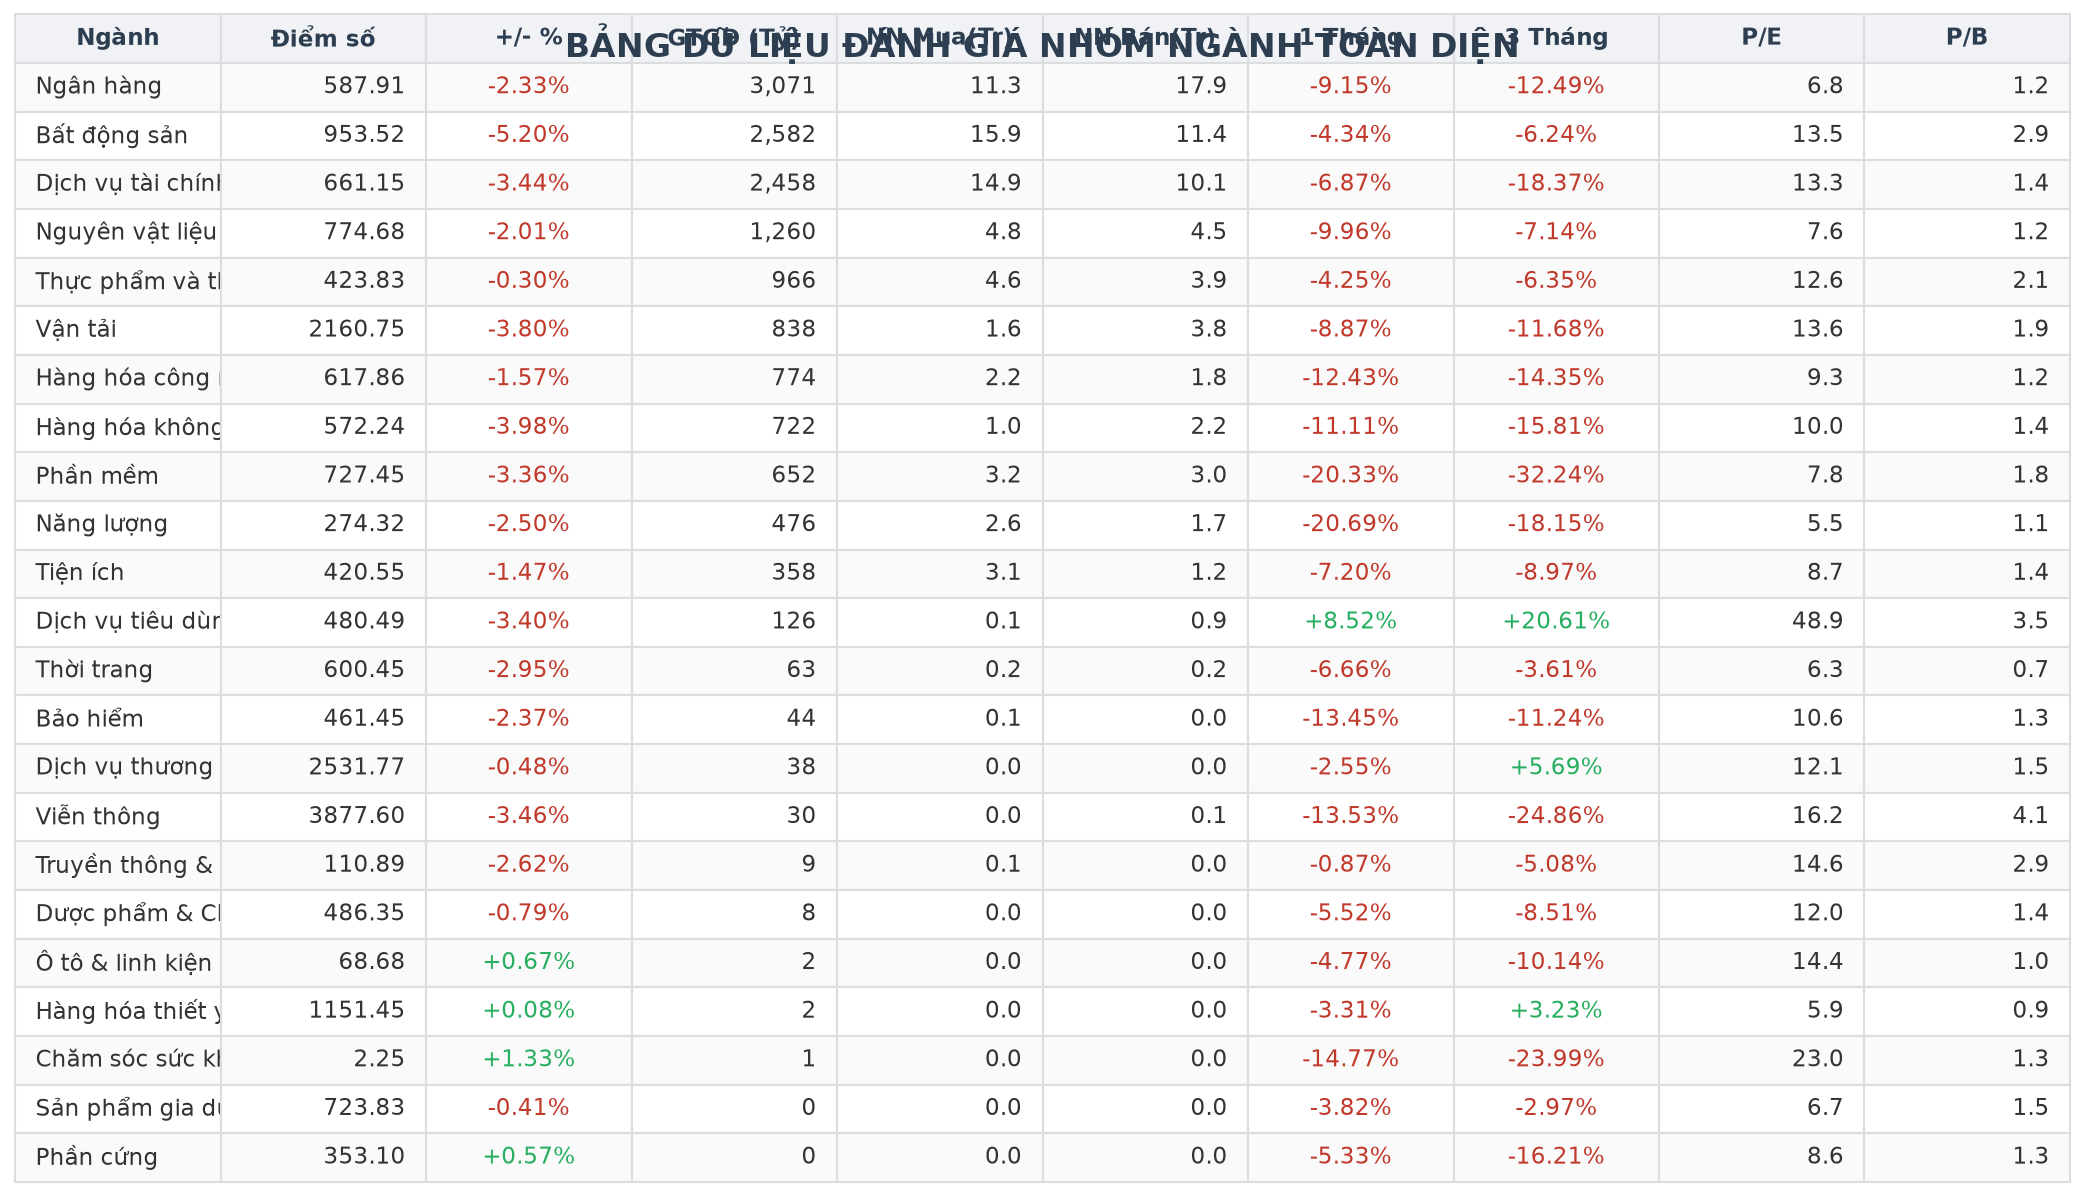 BẢNG DỮ LIỆU ĐÁNH GIÁ NHÓM NGÀNH TOÀN DIỆN
Ngành Điểm số +/- % GTGD (Tỷ) NN Mua(Tr) NN Bán(Tr) 1 Tháng 3 Tháng P/E P/B
Ngân hàng 587.91 -2.33% 3,071 11.3 17.9 -9.15% -12.49% 6.8 1.2
Bất động sản 953.52 -5.20% 2,582 15.9 11.4 -4.34% -6.24% 13.5 2.9
Dịch vụ tài chính 661.15 -3.44% 2,458 14.9 10.1 -6.87% -18.37% 13.3 1.4
Nguyên vật liệu 774.68 -2.01% 1,260 4.8 4.5 -9.96% -7.14% 7.6 1.2
Thực phẩm và 423.83 -0.30% 966 4.6 3.9 -4.25% -6.35% 12.6 2.1
Vận tải 2160.75 -3.80% 838 1.6 3.8 -8.87% -11.68% 13.6 1.9
Hàng hóa công 617.86 -1.57% 774 2.2 1.8 -12.43% -14.35% 9.3 1.2
Hàng hóa không 572.24 -3.98% 722 1.0 2.2 -11.11% -15.81% 10.0 1.4
Phần mềm 727.45 -3.36% 652 3.2 3.0 -20.33% -32.24% 7.8 1.8
Năng lượng 274.32 -2.50% 476 2.6 1.7 -20.69% -18.15% 5.5 1.1
Tiện ích 420.55 -1.47% 358 3.1 1.2 -7.20% -8.97% 8.7 1.4
Dịch vụ tiêu 480.49 -3.40% 126 0.1 0.9 +8.52% +20.61% 48.9 3.5
Thời trang 600.45 -2.95% 63 0.2 0.2 -6.66% -3.61% 6.3 0.7
Bảo hiểm 461.45 -2.37% 44 0.1 0.0 -13.45% -11.24% 10.6 1.3
Dịch vụ thương 2531.77 -0.48% 38 0.0 0.0 -2.55% +5.69% 12.1 1.5
Viễn thông 3877.60 -3.46% 30 0.0 0.1 -13.53% -24.86% 16.2 4.1
Truyền thông & 110.89 -2.62% 9 0.1 0.0 -0.87% -5.08% 14.6 2.9
Dược phẩm & 486.35 -0.79% 8 0.0 0.0 -5.52% -8.51% 12.0 1.4
Ô tô & linh kiện 68.68 +0.67% 2 0.0 0.0 -4.77% -10.14% 14.4 1.0
Hàng hóa thiết 1151.45 +0.08% 2 0.0 0.0 -3.31% +3.23% 5.9 0.9
Chăm sóc sức 2.25 +1.33% 1 0.0 0.0 -14.77% -23.99% 23.0 1.3
Sản phẩm gia 723.83 -0.41% 0 0.0 0.0 -3.82% -2.97% 6.7 1.5
Phần cứng 353.10 +0.57% 0 0.0 0.0 -5.33% -16.21% 8.6 1.3